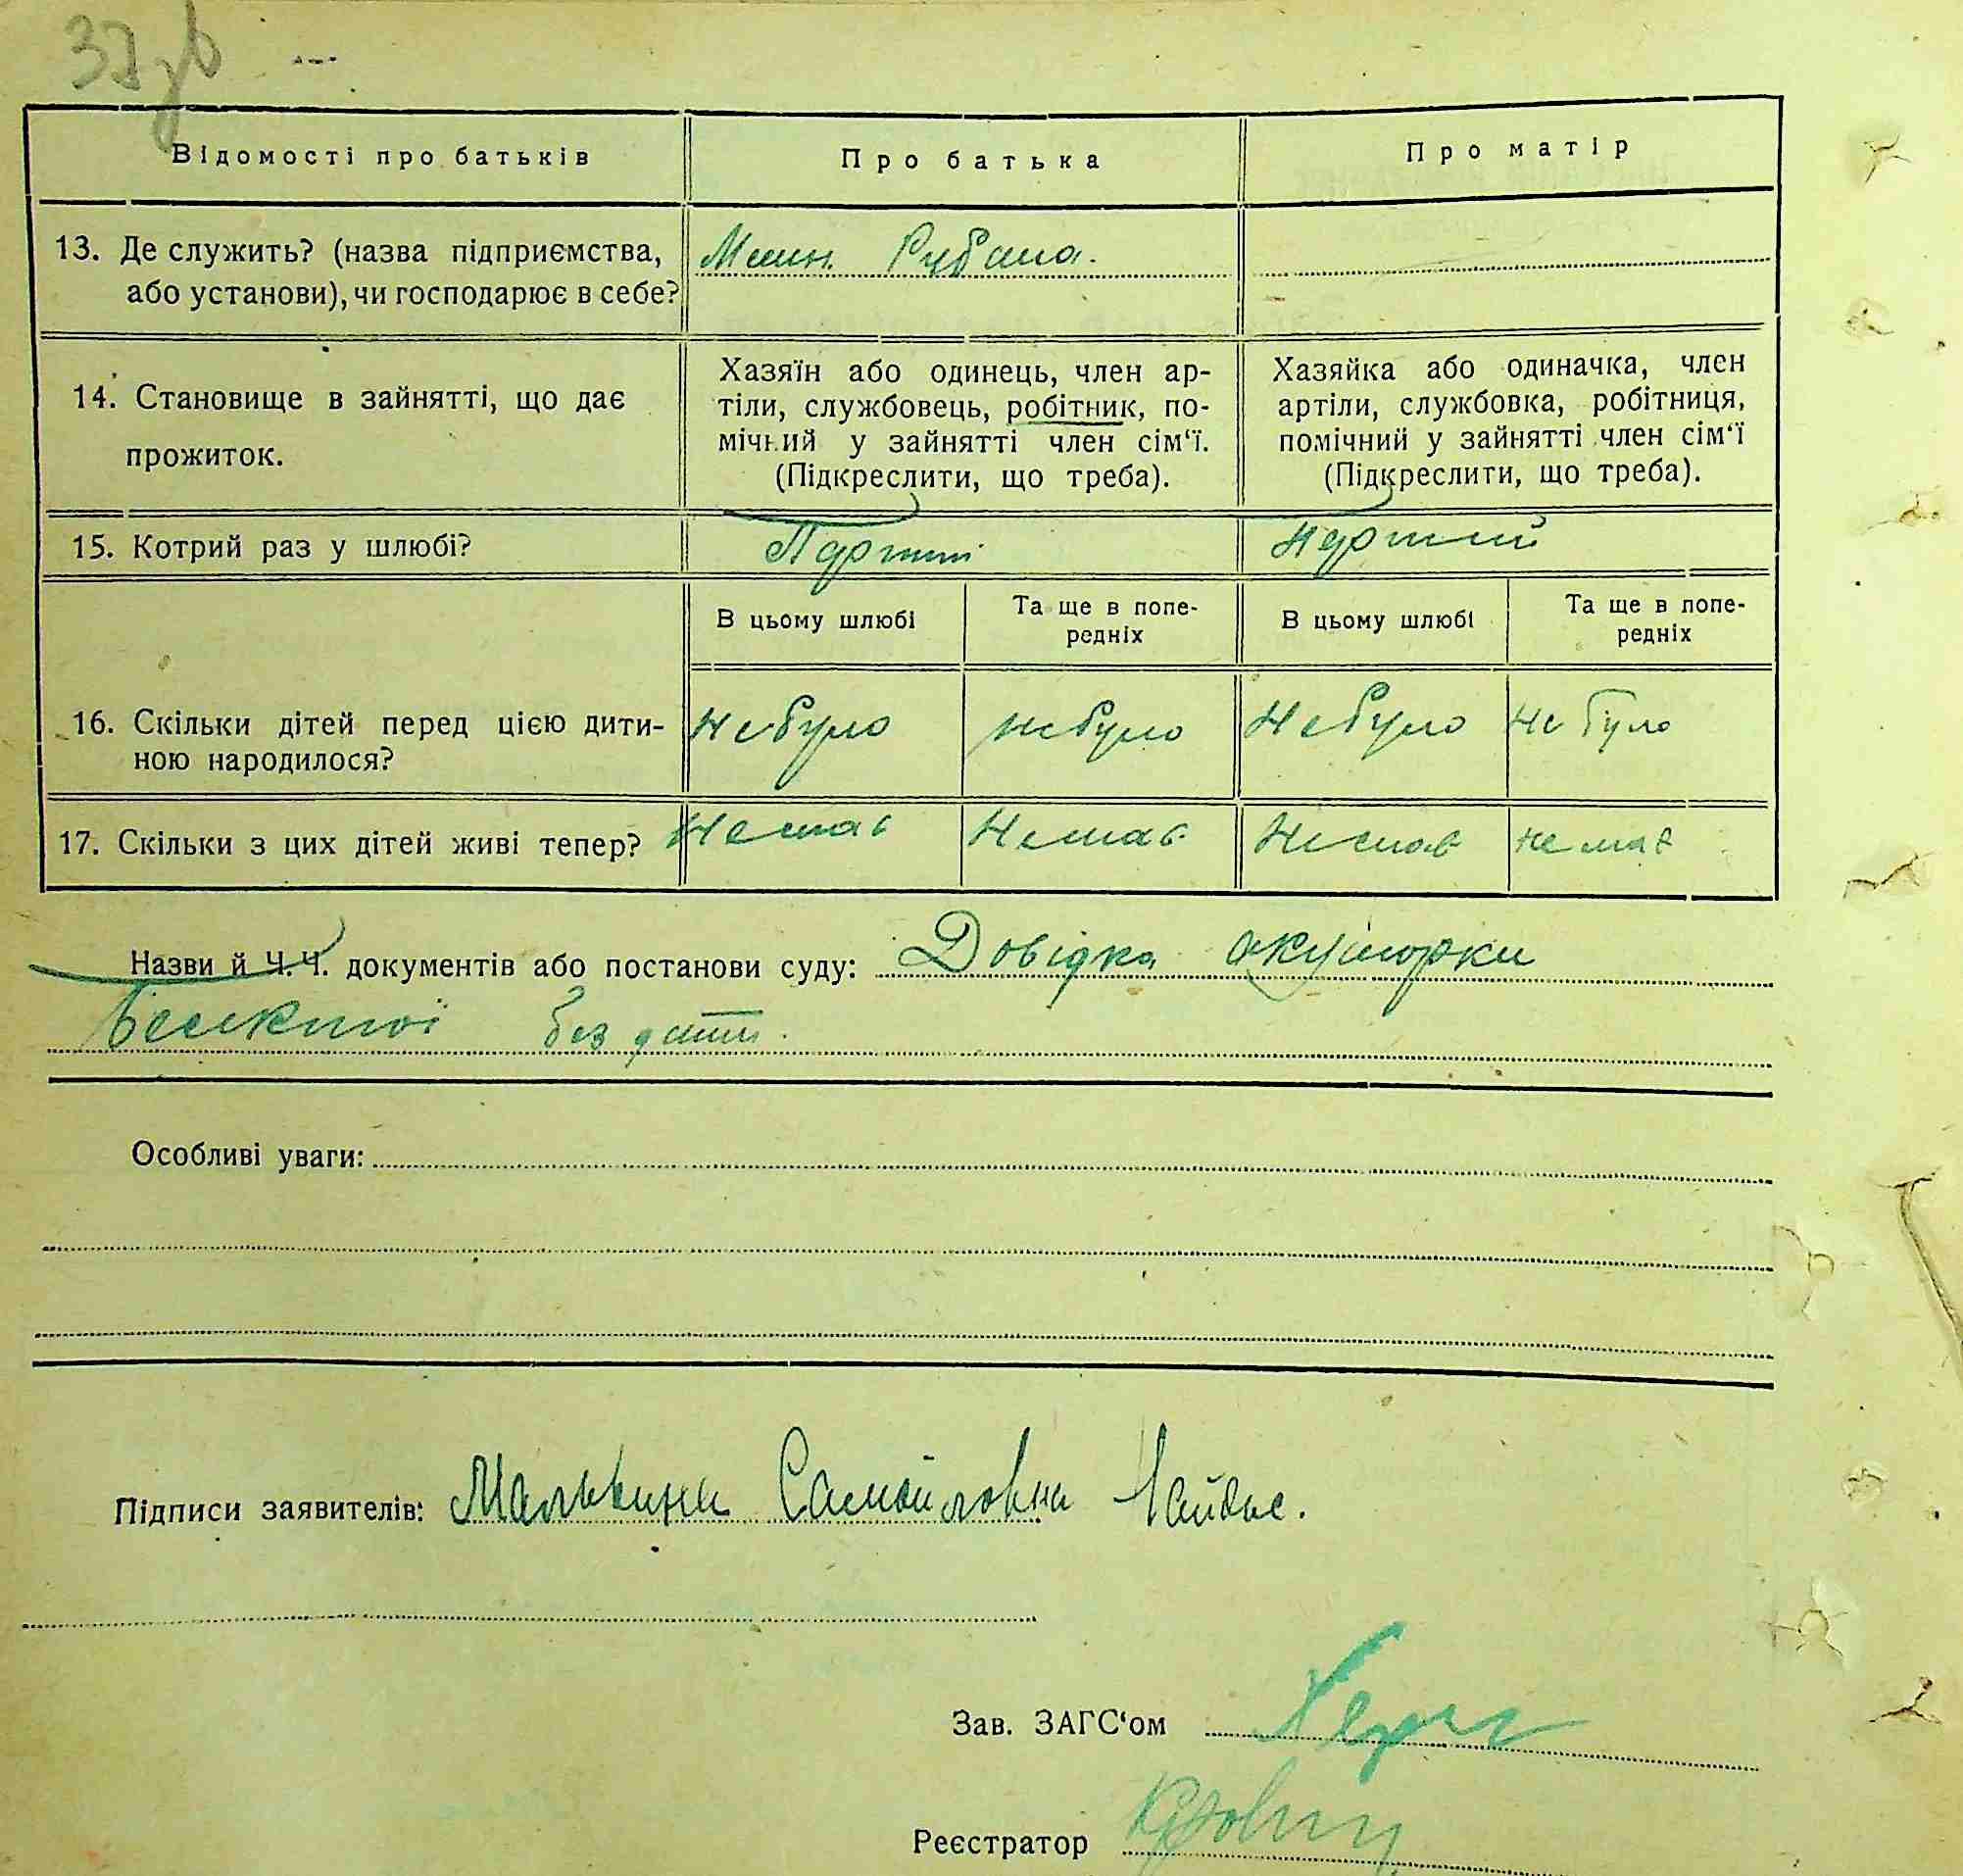 Відомості про батьків
Про батька
Про матір
13. Де служить? (назва підприємства,
або установи), чи господарює в себе?
14. Становище в зайнятті, що дає
прожиток.
Хазяїн або одинець, член ар-
тіли, службовець, робітник, по-
мічний у зайнятті член сім‘ї.
(Підкреслити, що треба).
Хазяйка або одиначка, член
артіли, службовка, робітниця,
помічний у зайнятті член сім‘ї
(Підкреслити, що треба).
15. Котрий раз у шлюбі?
В цьому шлюбі
Та ще в попе-
редніх
В цьому шлюбі
Та ще в попе-
редніх
16. Скільки дітей перед цією дити-
ною народилося?
Не було
не було
Не було
Не було
17. Скільки з цих дітей живі тепер?
Немає
Немає
Немає
немає
Назви й Ч.Ч. документів або постанови суду: Довідка акушорки
без дати.
Особливі уваги:
Підписи заявителів: Самойловна
Зав. ЗАГС‘ом
Реєстратор